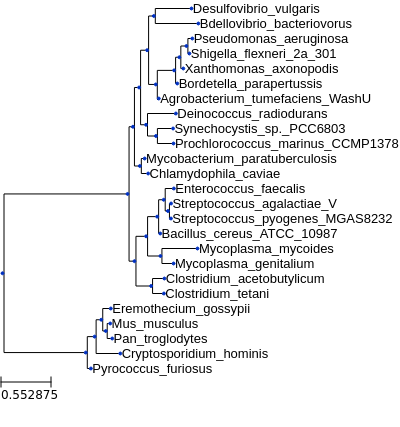 Desulfovibrio_vulgaris
Bdellovibrio_bacteriovorus
Pseudomonas_aeruginosa
Shigella_flexneri_2a_301
Xanthomonas_axonopodis
Bordetella_parapertussis
Agrobacterium_tumefaciens_WashU
Deinococcus_radiodurans
Synechocystis_sp._PCC6803
Prochlorococcus_marinus_CCMP1378
Mycobacterium_paratuberculosis
Chlamydophila_caviae
Enterococcus_faecalis
Streptococcus_agalactiae_V
Streptococcus_pyogenes_MGAS8232
Bacillus_cereus_ATCC_10987
Mycoplasma_mycoides
Mycoplasma_genitalium
Clostridium_acetobutylicum
Clostridium_tetani
Eremothecium_gossypii
Mus_musculus
Pan_troglodytes
Cryptosporidium_hominis
Pyrococcus_furiosus
0.552875